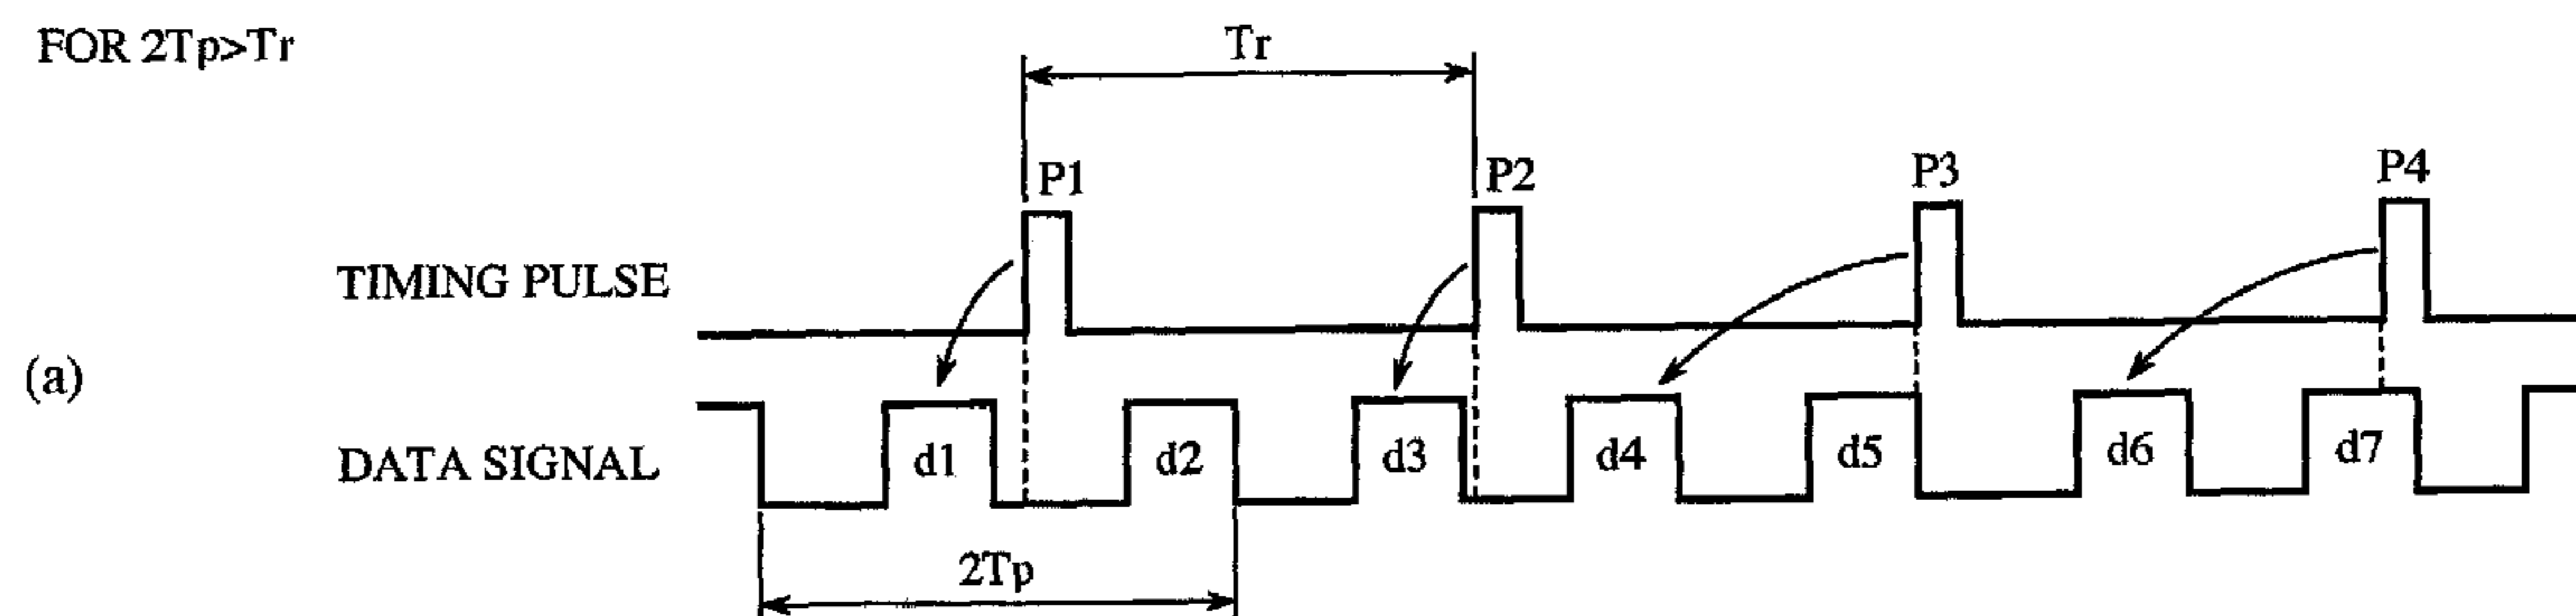 FOR 2Tp>Tr
Tr
P1 P2 P3 P4
TIMING PULSE
(a)
DATA SIGNAL d1 d2 d3 d4 d5 d6 d7
2Tp